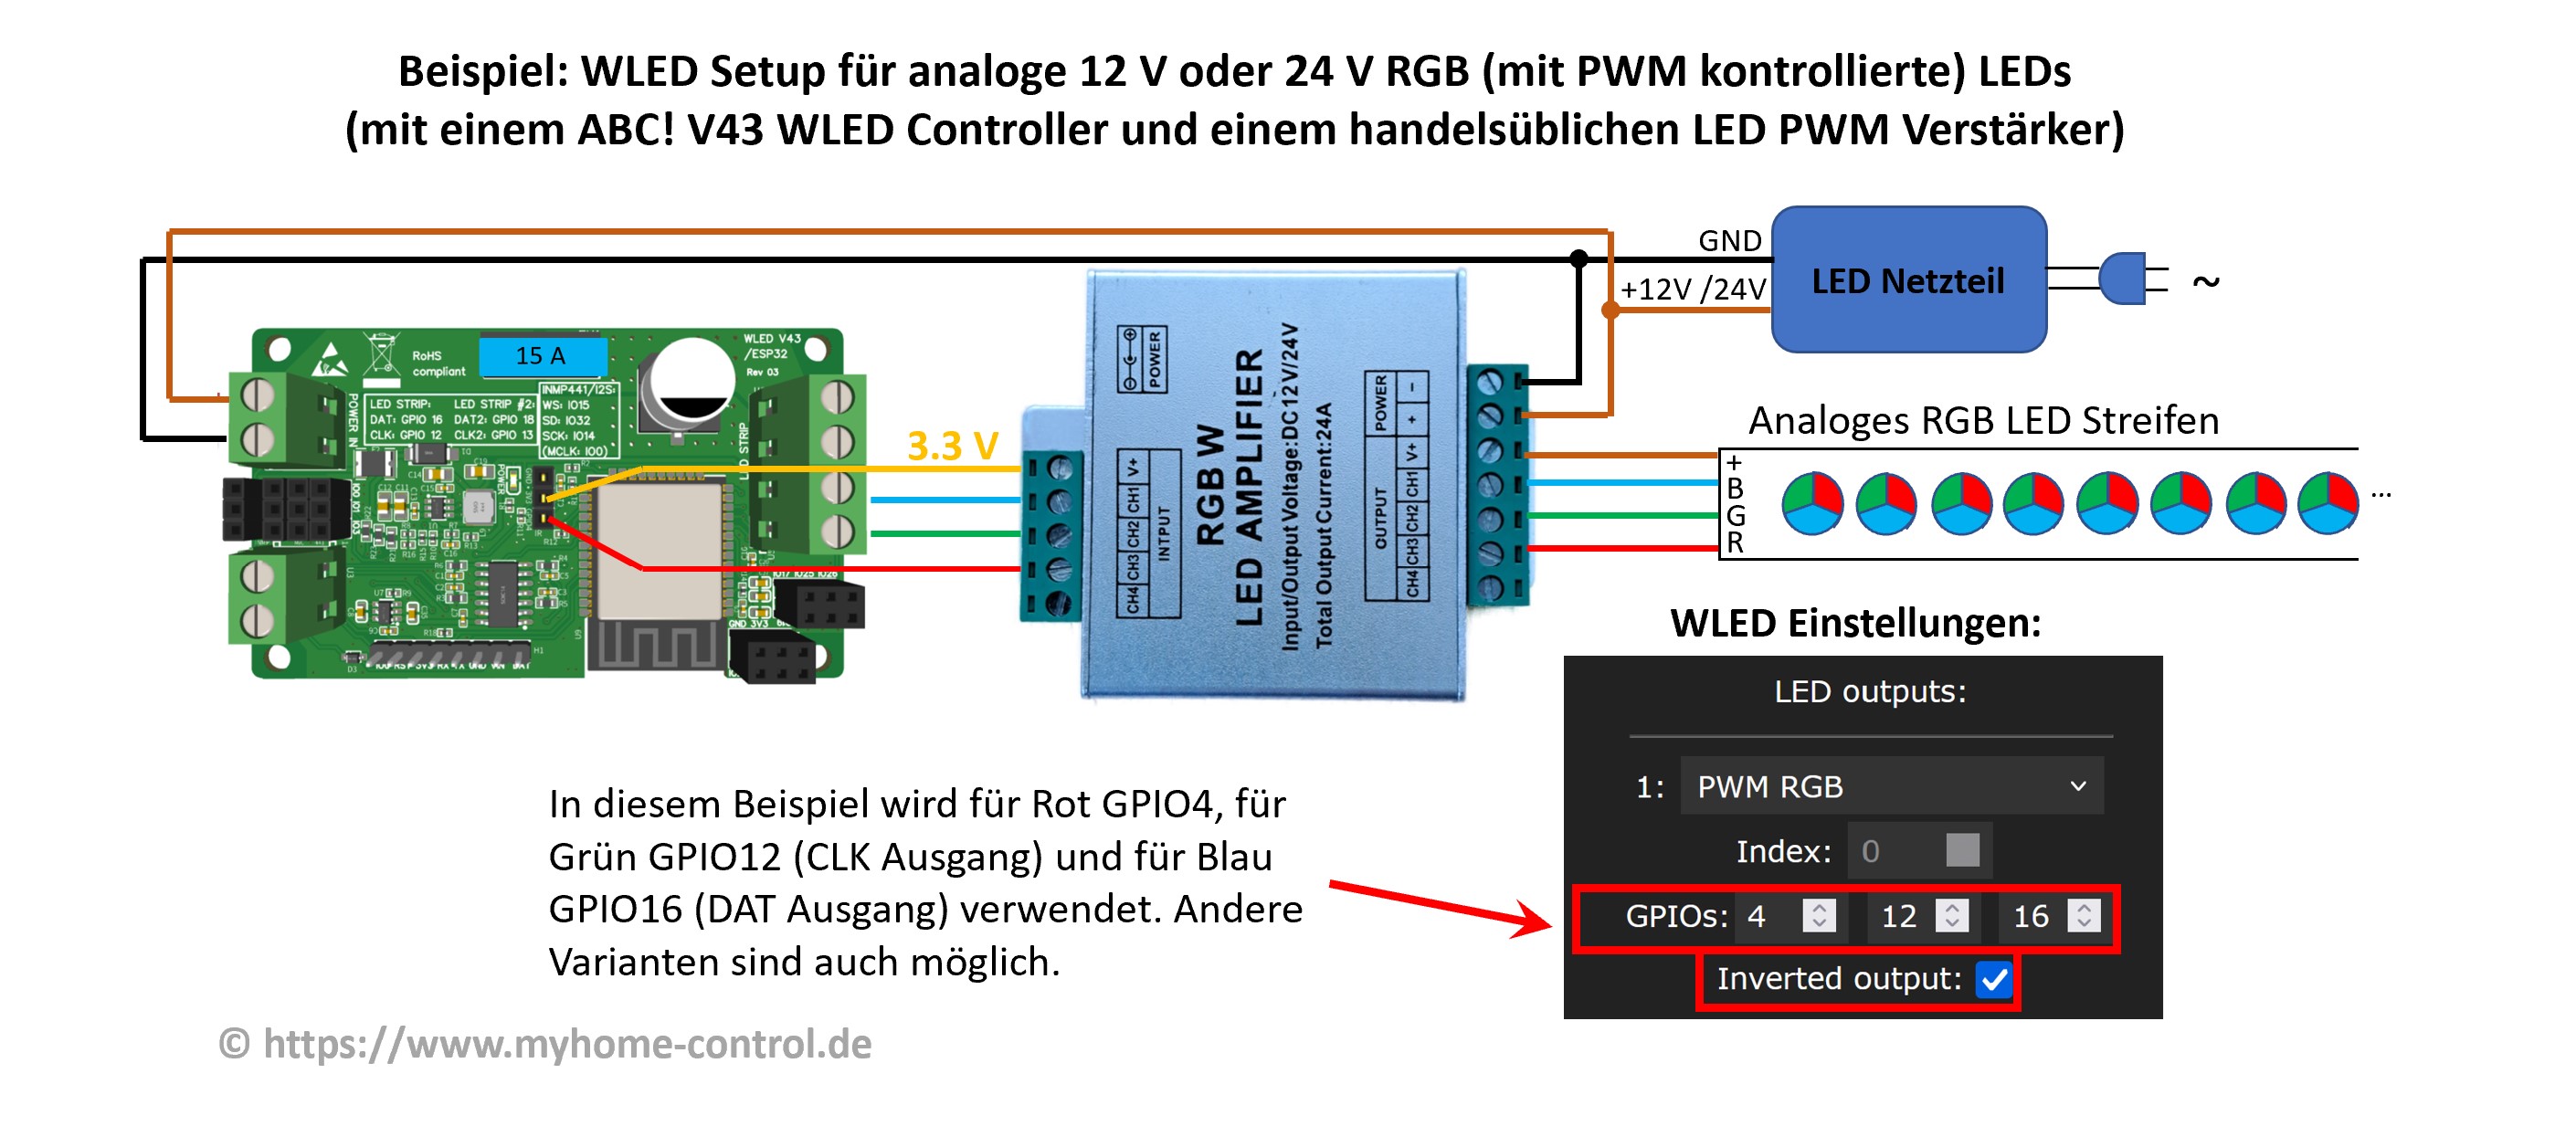 Beispiel: WLED Setup für analoge 12 V oder 24 V RGB (mit PWM kontrollierte) LEDs
(mit einem ABC! V43 WLED Controller und einem handelsüblichen LED PWM Verstärker)
GND
+12V /24V
LED Netzteil
~
RoHS
compliant
15 A
WLED V43
/ESP32
Rev 03
POWER IN
LED STRIP:
DAT: GPIO 16
CLK: GPIO 12
LED STRIP #2:
DAT2: GPIO 18
CLK2: GPIO 13
INMP441/I2S:
WS: IO15
SD: IO32
SCK: IO14
(MCLK: IO0)
LED STRIP
GND 3V3
H1
3.3 V
POWER
V+
CH1
CH2
CH3
CH4
INTPUT
RGB W
LED AMPLIFIER
Input/Output Voltage:DC12V/24V
Total Output Current:24A
POWER
− +
OUTPUT
V+
CH1
CH2
CH3
CH4
Analoges RGB LED Streifen
+
B
G
R
...
WLED Einstellungen:
LED outputs:
1: PWM RGB
Index: 0
GPIOs: 4 12 16
Inverted output:
In diesem Beispiel wird für Rot GPIO4, für
Grün GPIO12 (CLK Ausgang) und für Blau
GPIO16 (DAT Ausgang) verwendet. Andere
Varianten sind auch möglich.
© https://www.myhome-control.de